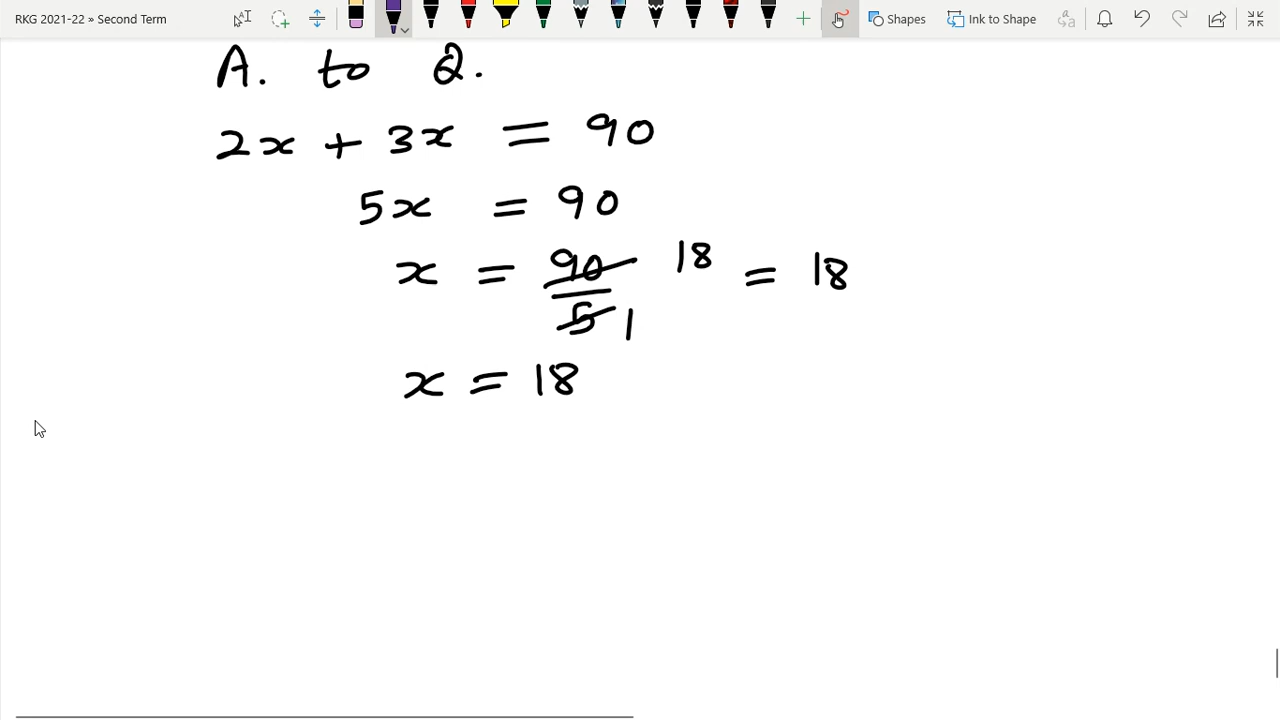 RKG 2021-22 » Second Term
Shapes
Ink to Shape
A. to Q.
2x + 3x = 90
5x = 90
x = 90/5 18 1 = 18
x = 18